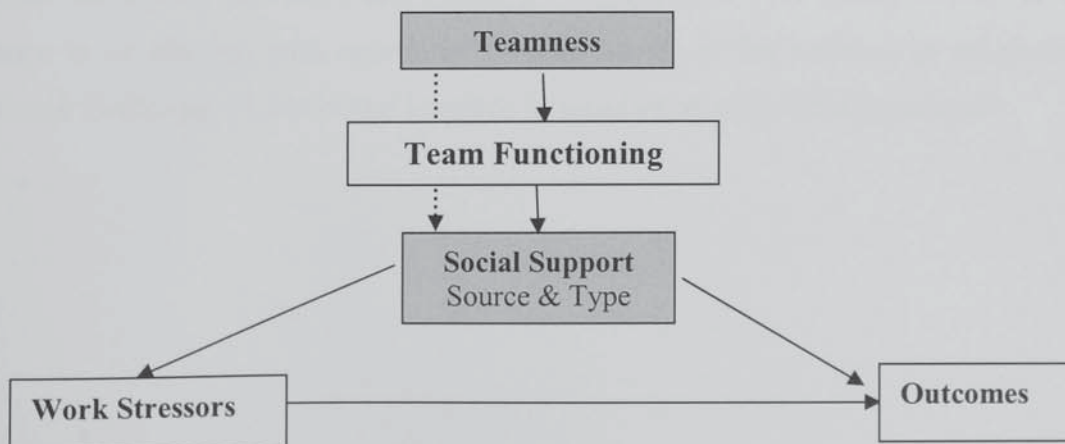 Teamness
Team Functioning
Social Support
Source & Type
Work Stressors
Outcomes